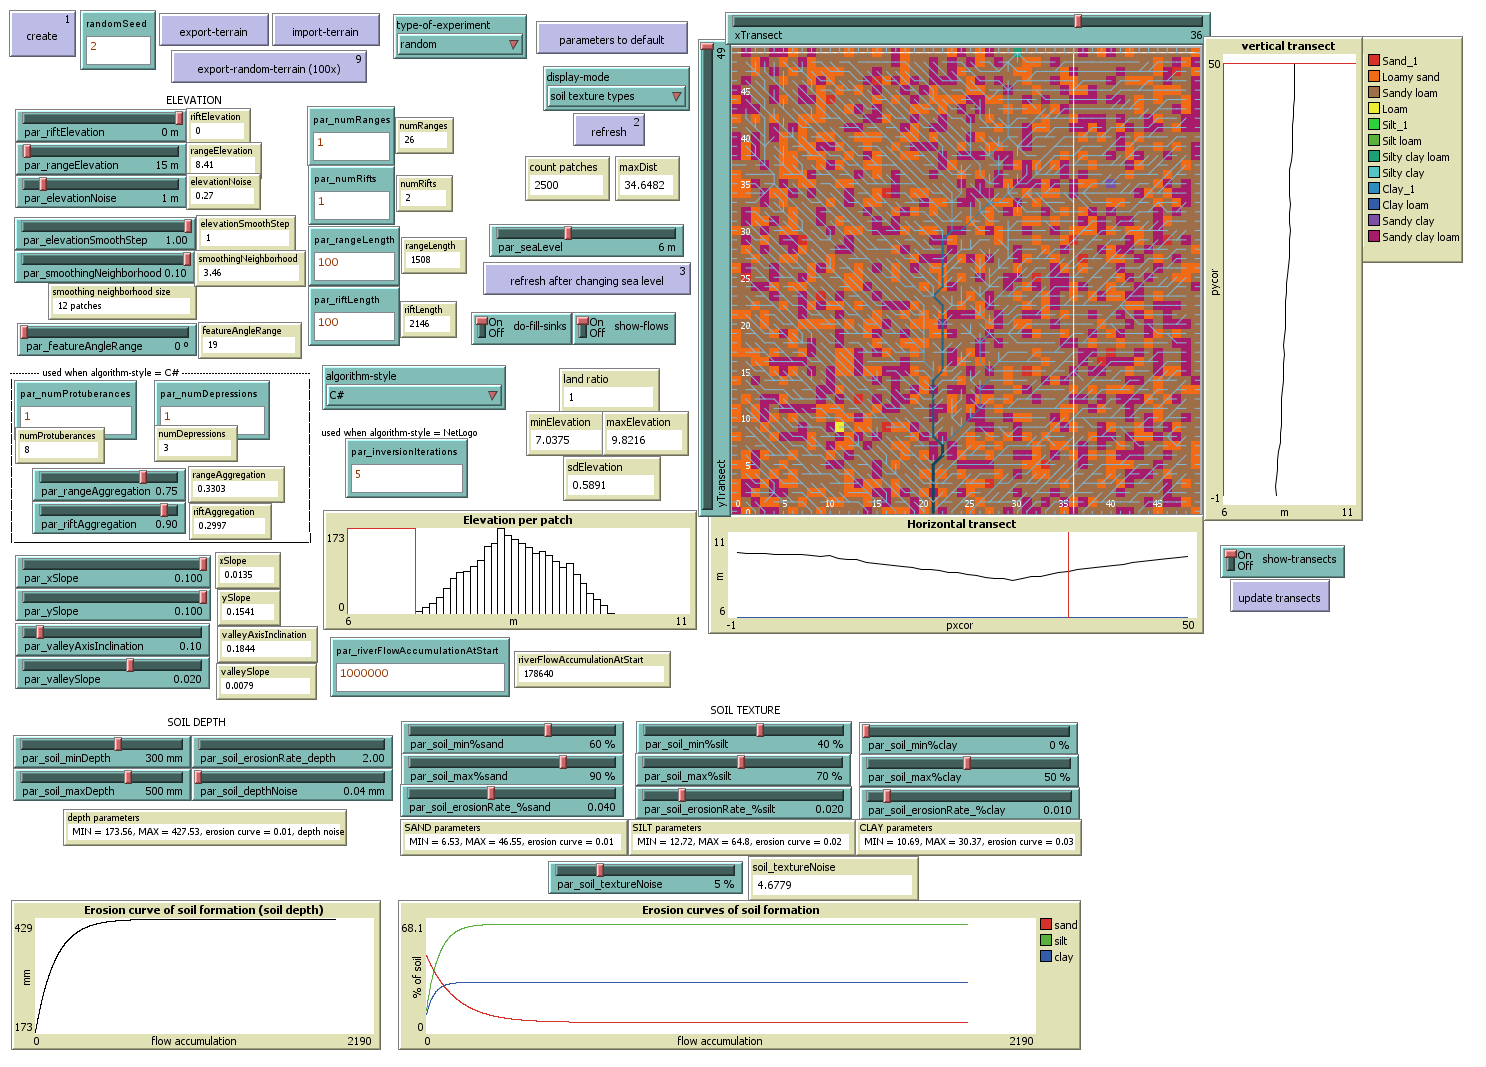 create
1
randomSeed
2
export-terrain
import-terrain
export-random-terrain (100x)
9
type-of-experiment
random
parameters to default
display-mode
soil texture types
refresh
2
count patches
2500
maxDist
34.6482
ELEVATION
par_riftElevation 0 m
riftElevation
0
par_rangeElevation 15 m
rangeElevation
8.41
par_elevationNoise 1 m
elevationNoise
0.27
par_elevationSmoothStep 1.00
elevationSmoothStep
1
par_smoothingNeighborhood 0.10
smoothingNeighborhood
3.46
smoothing neighborhood size
12 patches
par_featureAngleRange 0 º
featureAngleRange
19
par_numRanges
1
numRanges
26
par_numRifts
1
numRifts
2
par_rangeLength
100
rangeLength
1508
par_riftLength
100
riftLength
2146
par_seaLevel 6 m
refresh after changing sea level
3
On
Off
do-fill-sinks
On
Off
show-flows
used when algorithm-style = C#
par_numProtuberances
1
numProtuberances
8
par_numDepressions
1
numDepressions
3
par_rangeAggregation 0.75
rangeAggregation
0.3303
par_riftAggregation 0.90
riftAggregation
0.2997
algorithm-style
C#
used when algorithm-style = NetLogo
par_inversionIterations
5
land ratio
1
minElevation
7.0375
maxElevation
9.8216
sdElevation
0.5891
par_xSlope 0.100
xSlope
0.0135
par_ySlope 0.100
ySlope
0.1541
par_valleyAxisInclination 0.10
valleyAxisInclination
0.1844
par_valleySlope 0.020
valleySlope
0.0079
Elevation per patch
173
0
6
m
11
par_riverFlowAccumulationAtStart
1000000
riverFlowAccumulationAtStart
178640
xTransect 36
yTransect
49
45
40
35
30
25
20
15
10
5
0
5
10
15
20
25
30
35
40
45
vertical transect
50
pycor
-1
6
m
11
Sand_1
Loamy sand
Sandy loam
Loam
Silt_1
Silt loam
Silty clay loam
Silty clay
Clay_1
Clay loam
Sandy clay
Sandy clay loam
Horizontal transect
11
m
6
-1
pxcor
50
On
Off
show-transects
update transects
SOIL DEPTH
par_soil_minDepth 300 mm
par_soil_erosionRate_depth 2.00
par_soil_maxDepth 500 mm
par_soil_depthNoise 0.04 mm
depth parameters
MIN = 173.56, MAX = 427.53, erosion curve = 0.01, depth noise
SOIL TEXTURE
par_soil_min%sand 60 %
par_soil_min%silt 40 %
par_soil_min%clay 0 %
par_soil_max%sand 90 %
par_soil_max%silt 70 %
par_soil_max%clay 50 %
par_soil_erosionRate_%sand 0.040
par_soil_erosionRate_%silt 0.020
par_soil_erosionRate_%clay 0.010
SAND parameters
MIN = 6.53, MAX = 46.55, erosion curve = 0.01
SILT parameters
MIN = 12.72, MAX = 64.8, erosion curve = 0.02
CLAY parameters
MIN = 10.69, MAX = 30.37, erosion curve = 0.03
par_soil_textureNoise 5 %
soil_textureNoise
4.6779
Erosion curve of soil formation (soil depth)
429
mm
173
0
flow accumulation
2190
Erosion curves of soil formation
68.1
% of soil
0
0
flow accumulation
2190
sand
silt
clay